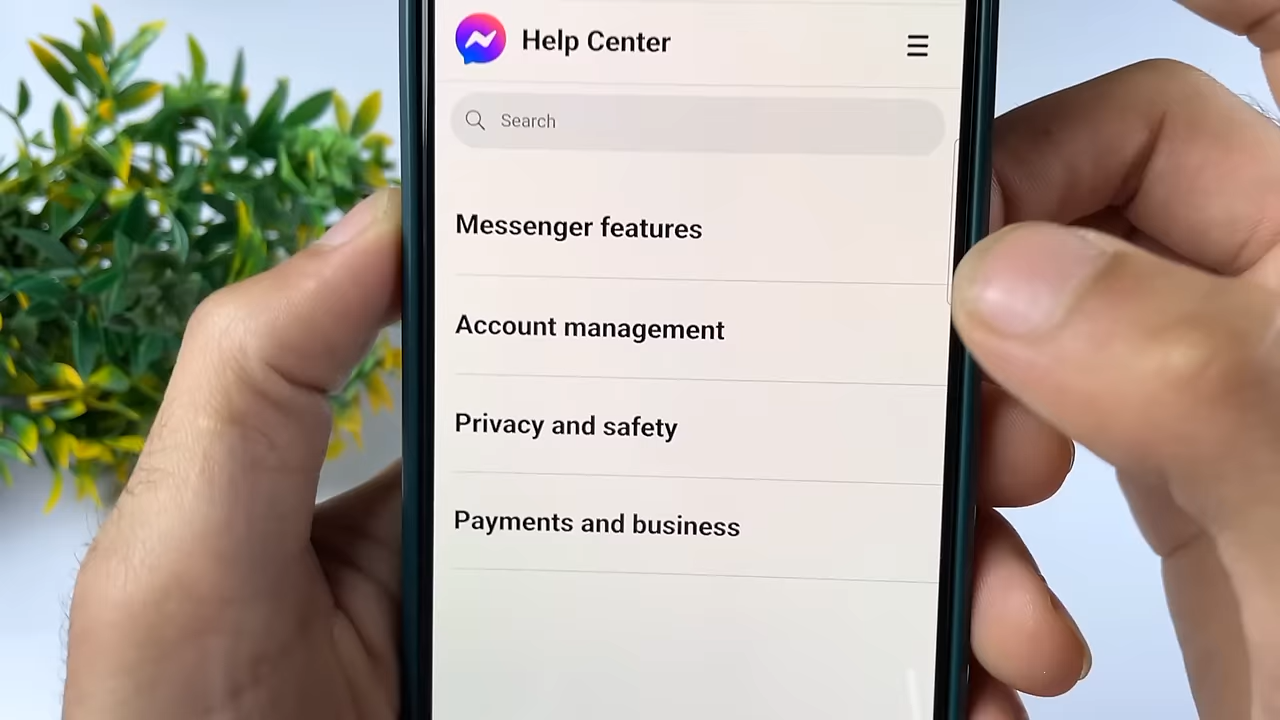 Help Center
Search
Messenger features
Account management
Privacy and safety
Payments and business